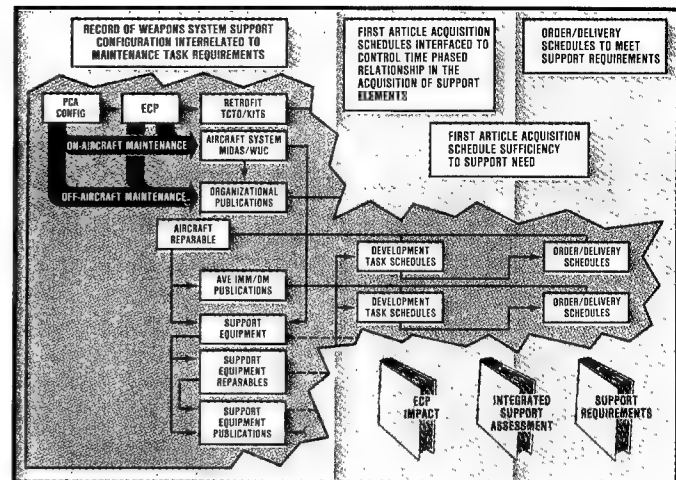 RECORD OF WEAPONS SYSTEM SUPPORT
CONFIGURATION INTERRELATED TO
MAINTENANCE TASK REQUIREMENTS
FIRST ARTICLE ACQUISITION
SCHEDULES INTERFACED TO
CONTROL TIME PHASED
RELATIONSHIP IN THE
ACQUISITION OF SUPPORT
ELEMENTS
ORDER/DELIVERY
SCHEDULES TO MEET
SUPPORT REQUIREMENTS
FIRST ARTICLE ACQUISITION
SCHEDULE SUFFICIENCY
TO SUPPORT NEED
PCA
CONFIG
ECP
RETROFIT
TCTO/KITS
ON-AIRCRAFT MAINTENANCE
AIRCRAFT SYSTEM
MIDAS/WUC
OFF-AIRCRAFT MAINTENANCE
ORGANIZATIONAL
PUBLICATIONS
AIRCRAFT
REPARABLE
DEVELOPMENT
TASK SCHEDULES
ORDER/DELIVERY
SCHEDULES
AVE IMM/DM
PUBLICATIONS
DEVELOPMENT
TASK SCHEDULES
ORDER/DELIVERY
SCHEDULES
SUPPORT
EQUIPMENT
SUPPORT
EQUIPMENT
REPARABLES
SUPPORT
EQUIPMENT
PUBLICATIONS
ECP
IMPACT
INTEGRATED
SUPPORT
ASSESSMENT
SUPPORT
REQUIREMENTS